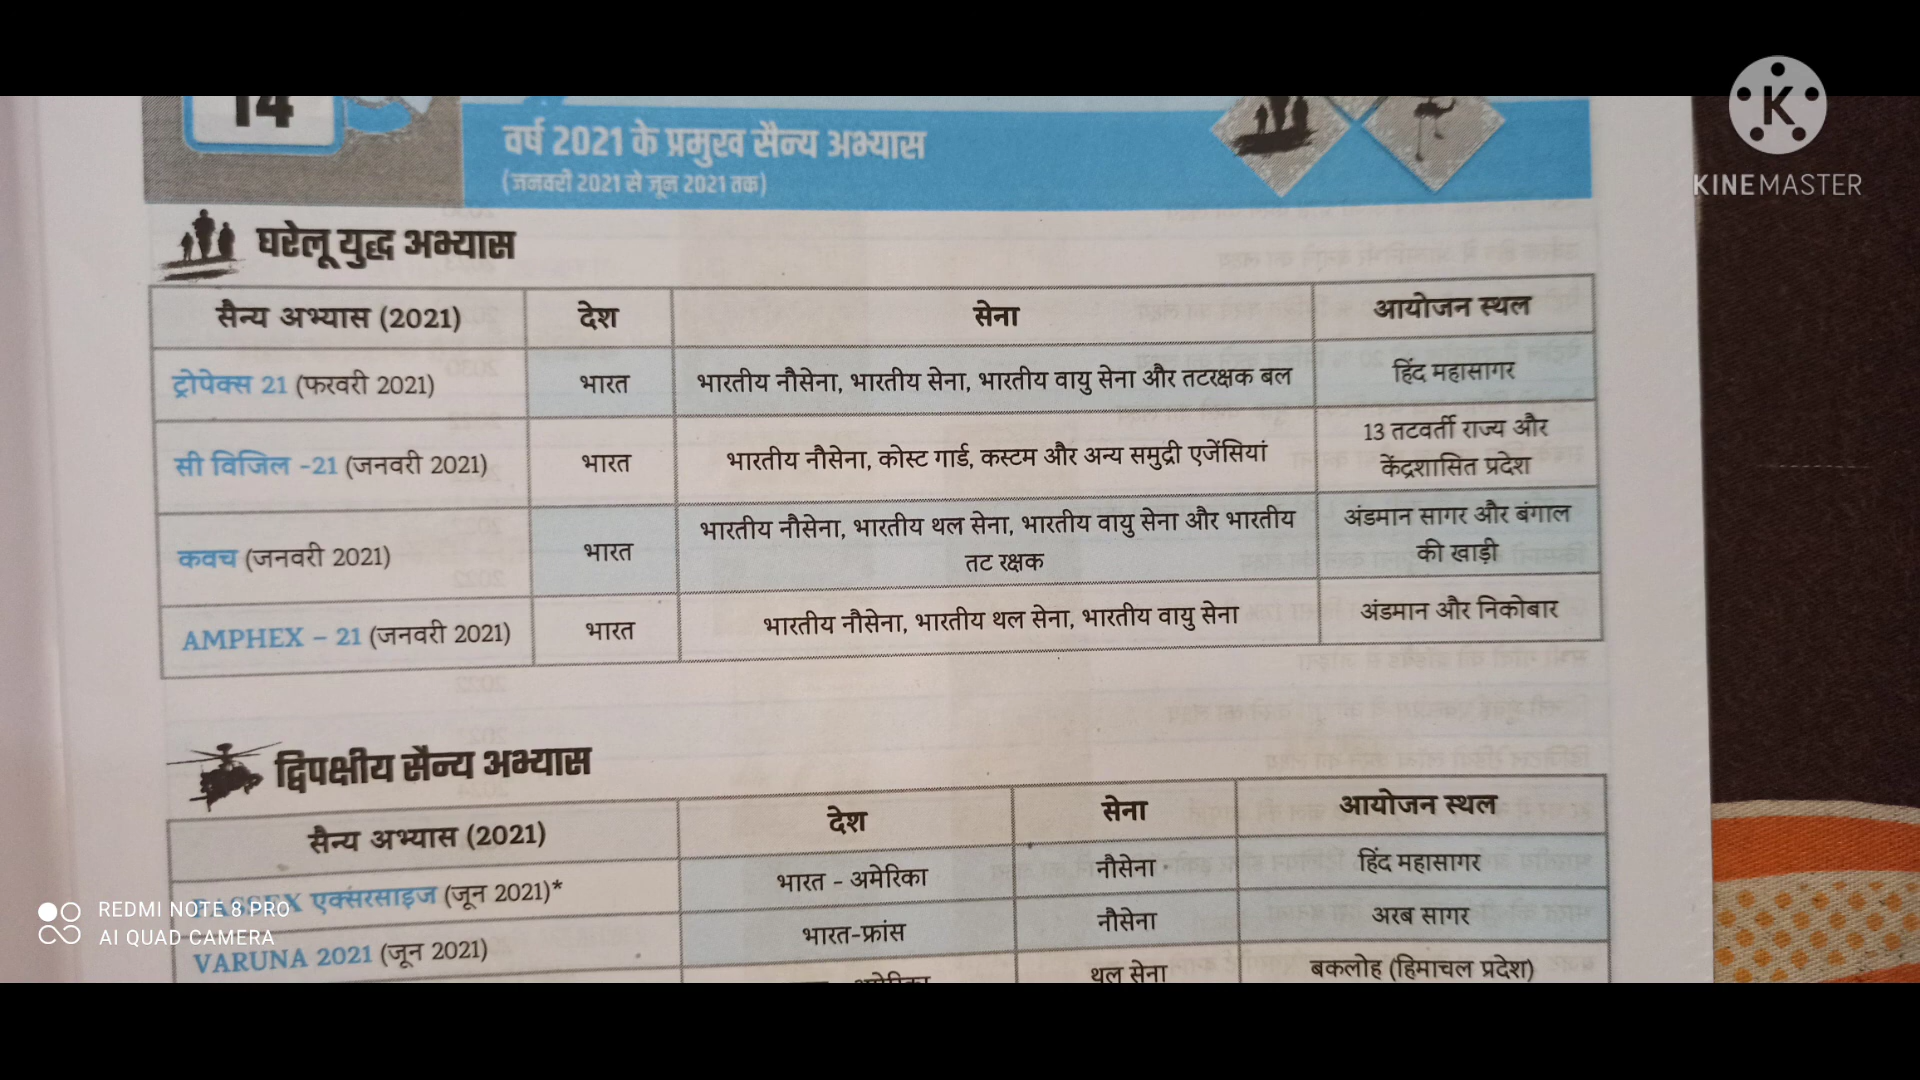 14
वर्ष 2021 के प्रमुख सैन्य अभ्यास
(जनवरी 2021 से जून 2021 तक)
KINEMASTER
घरेलू युद्ध अभ्यास
सैन्य अभ्यास (2021) देश सेना आयोजन स्थल
ट्रोपेक्स 21 (फरवरी 2021) भारत भारतीय नौसेना, भारतीय सेना, भारतीय वायु सेना और तटरक्षक बल हिंद महासागर
सी विजिल -21 (जनवरी 2021) भारत भारतीय नौसेना, कोस्ट गार्ड, कस्टम और अन्य समुद्री एजेंसियां 13 तटवर्ती राज्य और
केंद्रशासित प्रदेश
कवच (जनवरी 2021) भारत भारतीय नौसेना, भारतीय थल सेना, भारतीय वायु सेना और भारतीय अंडमान सागर और बंगाल
तट रक्षक की खाड़ी
AMPHEX – 21 (जनवरी 2021) भारत भारतीय नौसेना, भारतीय थल सेना, भारतीय वायु सेना अंडमान और निकोबार
द्विपक्षीय सैन्य अभ्यास
सैन्य अभ्यास (2021) देश सेना आयोजन स्थल
PASSEX एक्सरसाइज (जून 2021)* भारत - अमेरिका नौसेना हिंद महासागर
VARUNA 2021 (जून 2021) भारत-फ्रांस नौसेना अरब सागर
थल सेना बकलोह (हिमाचल प्रदेश)
REDMI NOTE 8 PRO
AI QUAD CAMERA